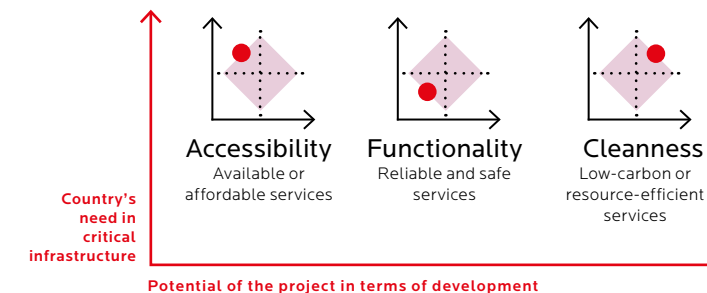 Accessibility
Available or
affordable services
Functionality
Reliable and safe
services
Cleanness
Low-carbon or
resource-efficient
services
Country's
need in
critical
infrastructure
Potential of the project in terms of development